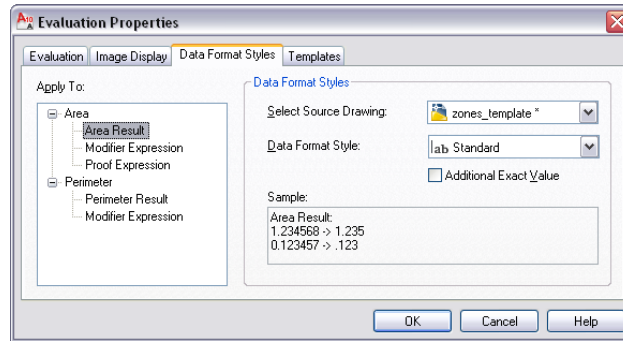 Evaluation Properties
Evaluation
Image Display
Data Format Styles
Templates
Apply To:
Area
Area Result
Modifier Expression
Proof Expression
Perimeter
Perimeter Result
Modifier Expression
Data Format Styles
Select Source Drawing:
zones_template *
Data Format Style:
ab Standard
Additional Exact Value
Sample:
Area Result:
1.234568 -> 1.235
0.123457 -> .123
OK
Cancel
Help